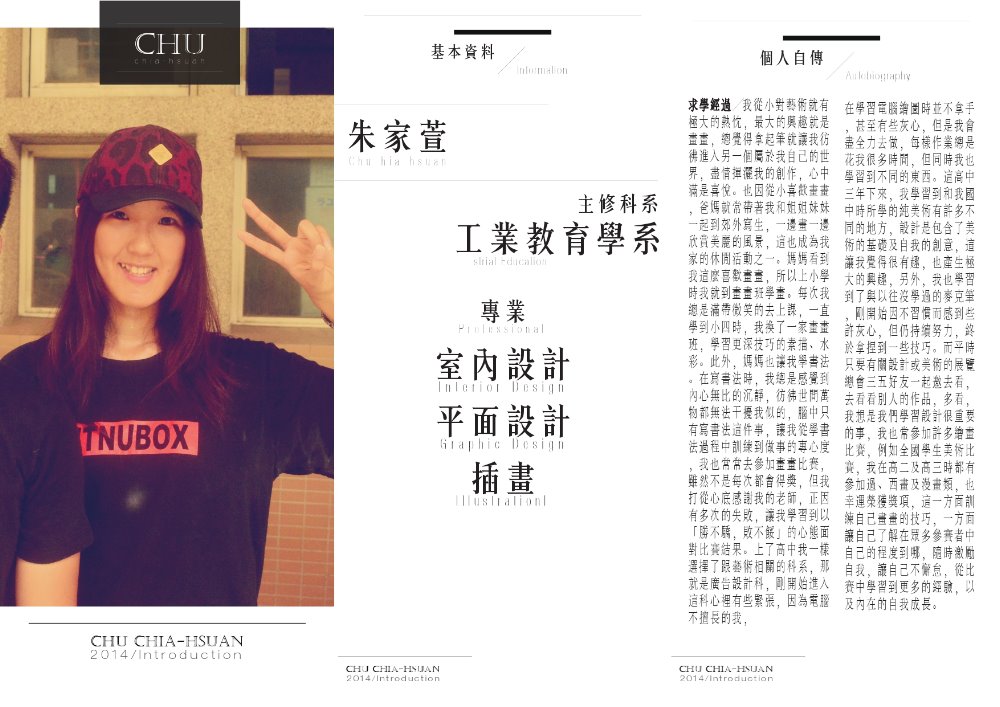 CHU
chia-hsuan
TNUBOX
CHU CHIA-HSUAN
2014/Introduction
基本資料
information
朱家萱
Chu hia hsuan
主修科系
工業教育學系
strial Education
專業
Professional
室內設計
Interior Design
平面設計
Graphic Design
插畫
Illustrationl
CHU CHIA-HSUAN
2014/Introduction
個人自傳
Autobiography
求學經過／我從小對藝術就有
極大的熱忱，最大的興趣就是
畫畫，總覺得拿起筆就讓我彷
彿進入另一個屬於我自己的世
界，盡情揮灑我的創作，心中
滿是喜悅。也因從小喜歡畫畫
，爸媽就常帶著我和姐姐妹妹
一起到郊外寫生，一邊畫一邊
欣賞美麗的風景，這也成為我
家的休閒活動之一。媽媽看到
我這麼喜歡畫畫，所以上小學
時我就到畫畫班學畫。每次我
總是滿帶微笑的去上課，一直
學到小四時，我換了一家畫畫
班，學習更深技巧的素描、水
彩。此外，媽媽也讓我學書法
。在寫書法時，我總是感覺到
內心無比的沉靜，彷彿世間萬
物都無法干擾我似的，腦中只
有寫書法這件事，讓我從學書
法過程中訓練到做事的專心度
，我也常常去參加畫畫比賽，
雖然不是每次都會得獎，但我
打從心底感謝我的老師，正因
有多次的失敗，讓我學習到以
「勝不驕，敗不餒」的心態面
對比賽結果。上了高中我一樣
選擇了跟藝術相關的科系，那
就是廣告設計科，剛開始進入
這科心裡有些緊張，因為電腦
不擅長的我，
在學習電腦繪圖時並不拿手
，甚至有些灰心，但是我會
盡全力去做，每樣作業總是
花我很多時間，但同時我也
學習到不同的東西。這高中
三年下來，我學習到和我國
中時所學的純美術有許多不
同的地方，設計是包含了美
術的基礎及自我的創意，這
讓我覺得很有趣，也產生極
大的興趣，另外，我也學習
到了與以往沒學過的麥克筆
，剛開始因不習慣而感到些
許灰心，但仍持續努力，終
於拿捏到一些技巧。而平時
只要有關設計或美術的展覽
總會三五好友一起邀去看，
去看看別人的作品，多看，
我想是我們學習設計很重要
的事，我也常參加許多繪畫
比賽，例如全國學生美術比
賽，我在高二及高三時都有
參加過、西畫及漫畫類，也
幸運榮獲獎項，這一方面訓
練自己畫畫的技巧，一方面
讓自己了解在眾多參賽者中
自己的程度到哪，隨時激勵
自我，讓自己不懈怠，從比
賽中學習到更多的經驗，以
及內在的自我成長。
CHU CHIA-HSUAN
2014/Introduction